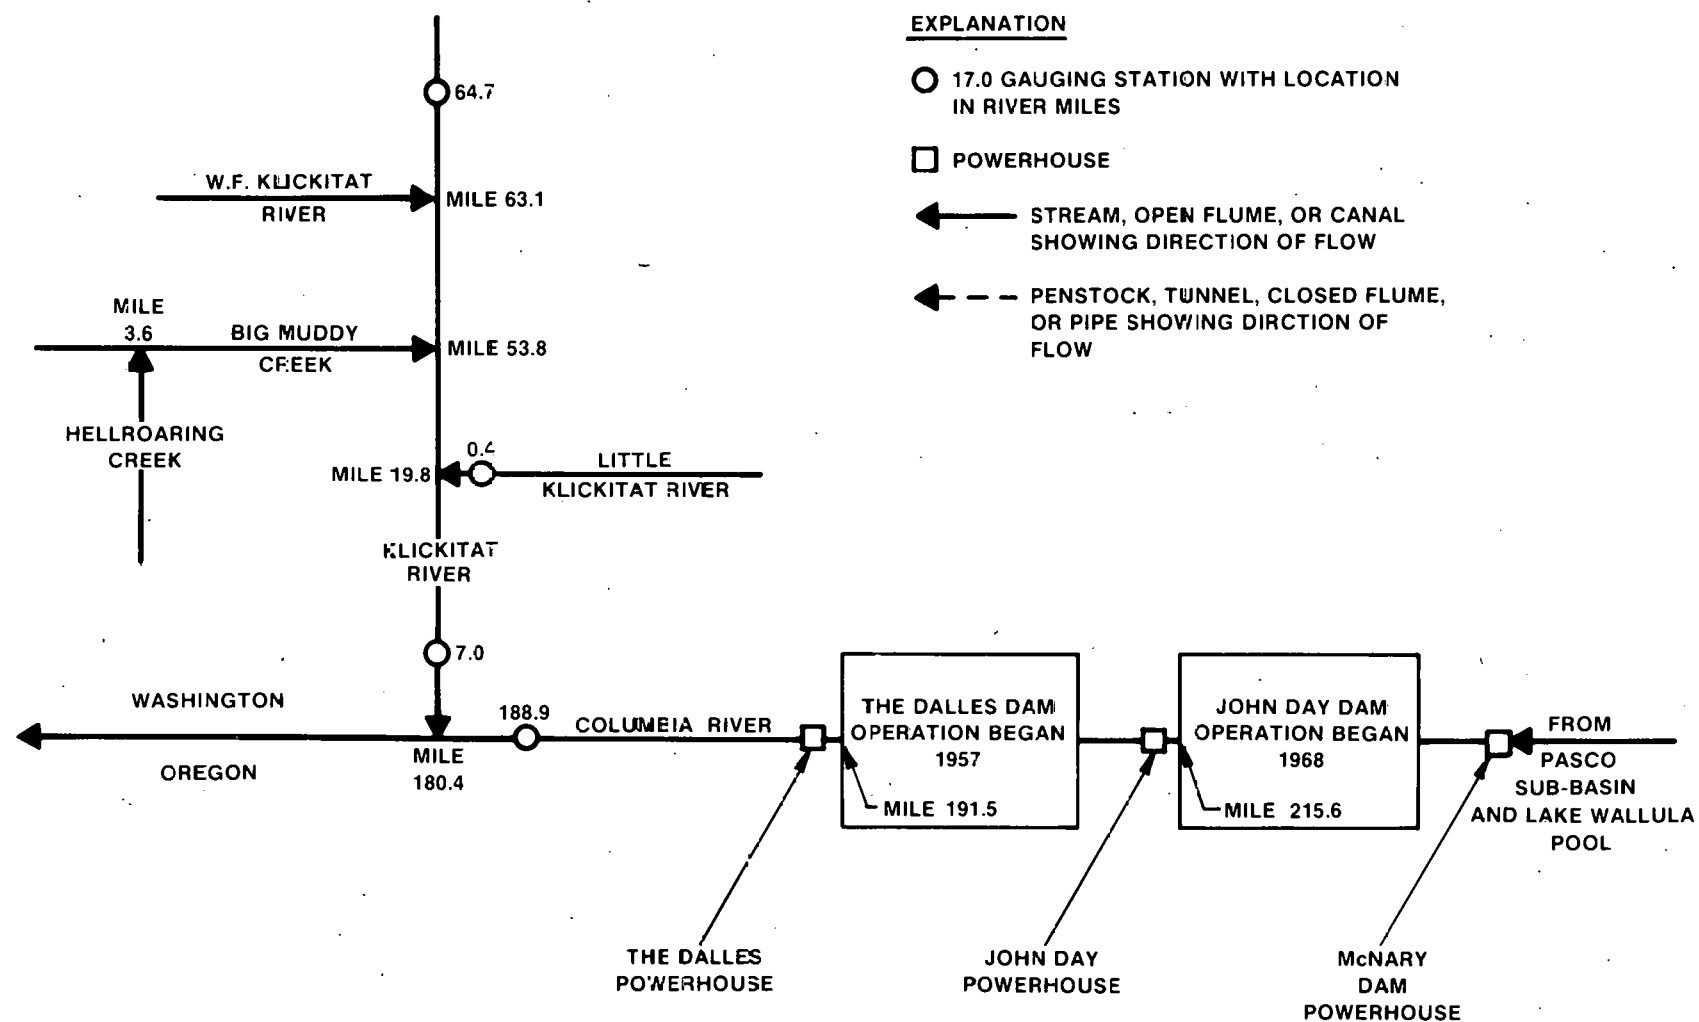 EXPLANATION
17.0 GAUGING STATION WITH LOCATION
IN RIVER MILES
POWERHOUSE
STREAM, OPEN FLUME, OR CANAL
SHOWING DIRECTION OF FLOW
PENSTOCK, TUNNEL, CLOSED FLUME,
OR PIPE SHOWING DIRCTION OF
FLOW
64.7
W.F. KLICKITAT
RIVER
MILE 63.1
MILE
3.6
BIG MUDDY
CREEK
MILE 53.8
HELLROARING
CREEK
0.4
MILE 19.8
LITTLE
KLICKITAT RIVER
KLICKITAT
RIVER
7.0
WASHINGTON
OREGON
MILE
180.4
188.9
COLUMBIA RIVER
THE DALLES DAM
OPERATION BEGAN
1957
MILE 191.5
JOHN DAY DAM
OPERATION BEGAN
1968
MILE 215.6
FROM
PASCO
SUB-BASIN
AND LAKE WALLULA
POOL
THE DALLES
POWERHOUSE
JOHN DAY
POWERHOUSE
McNARY
DAM
POWERHOUSE